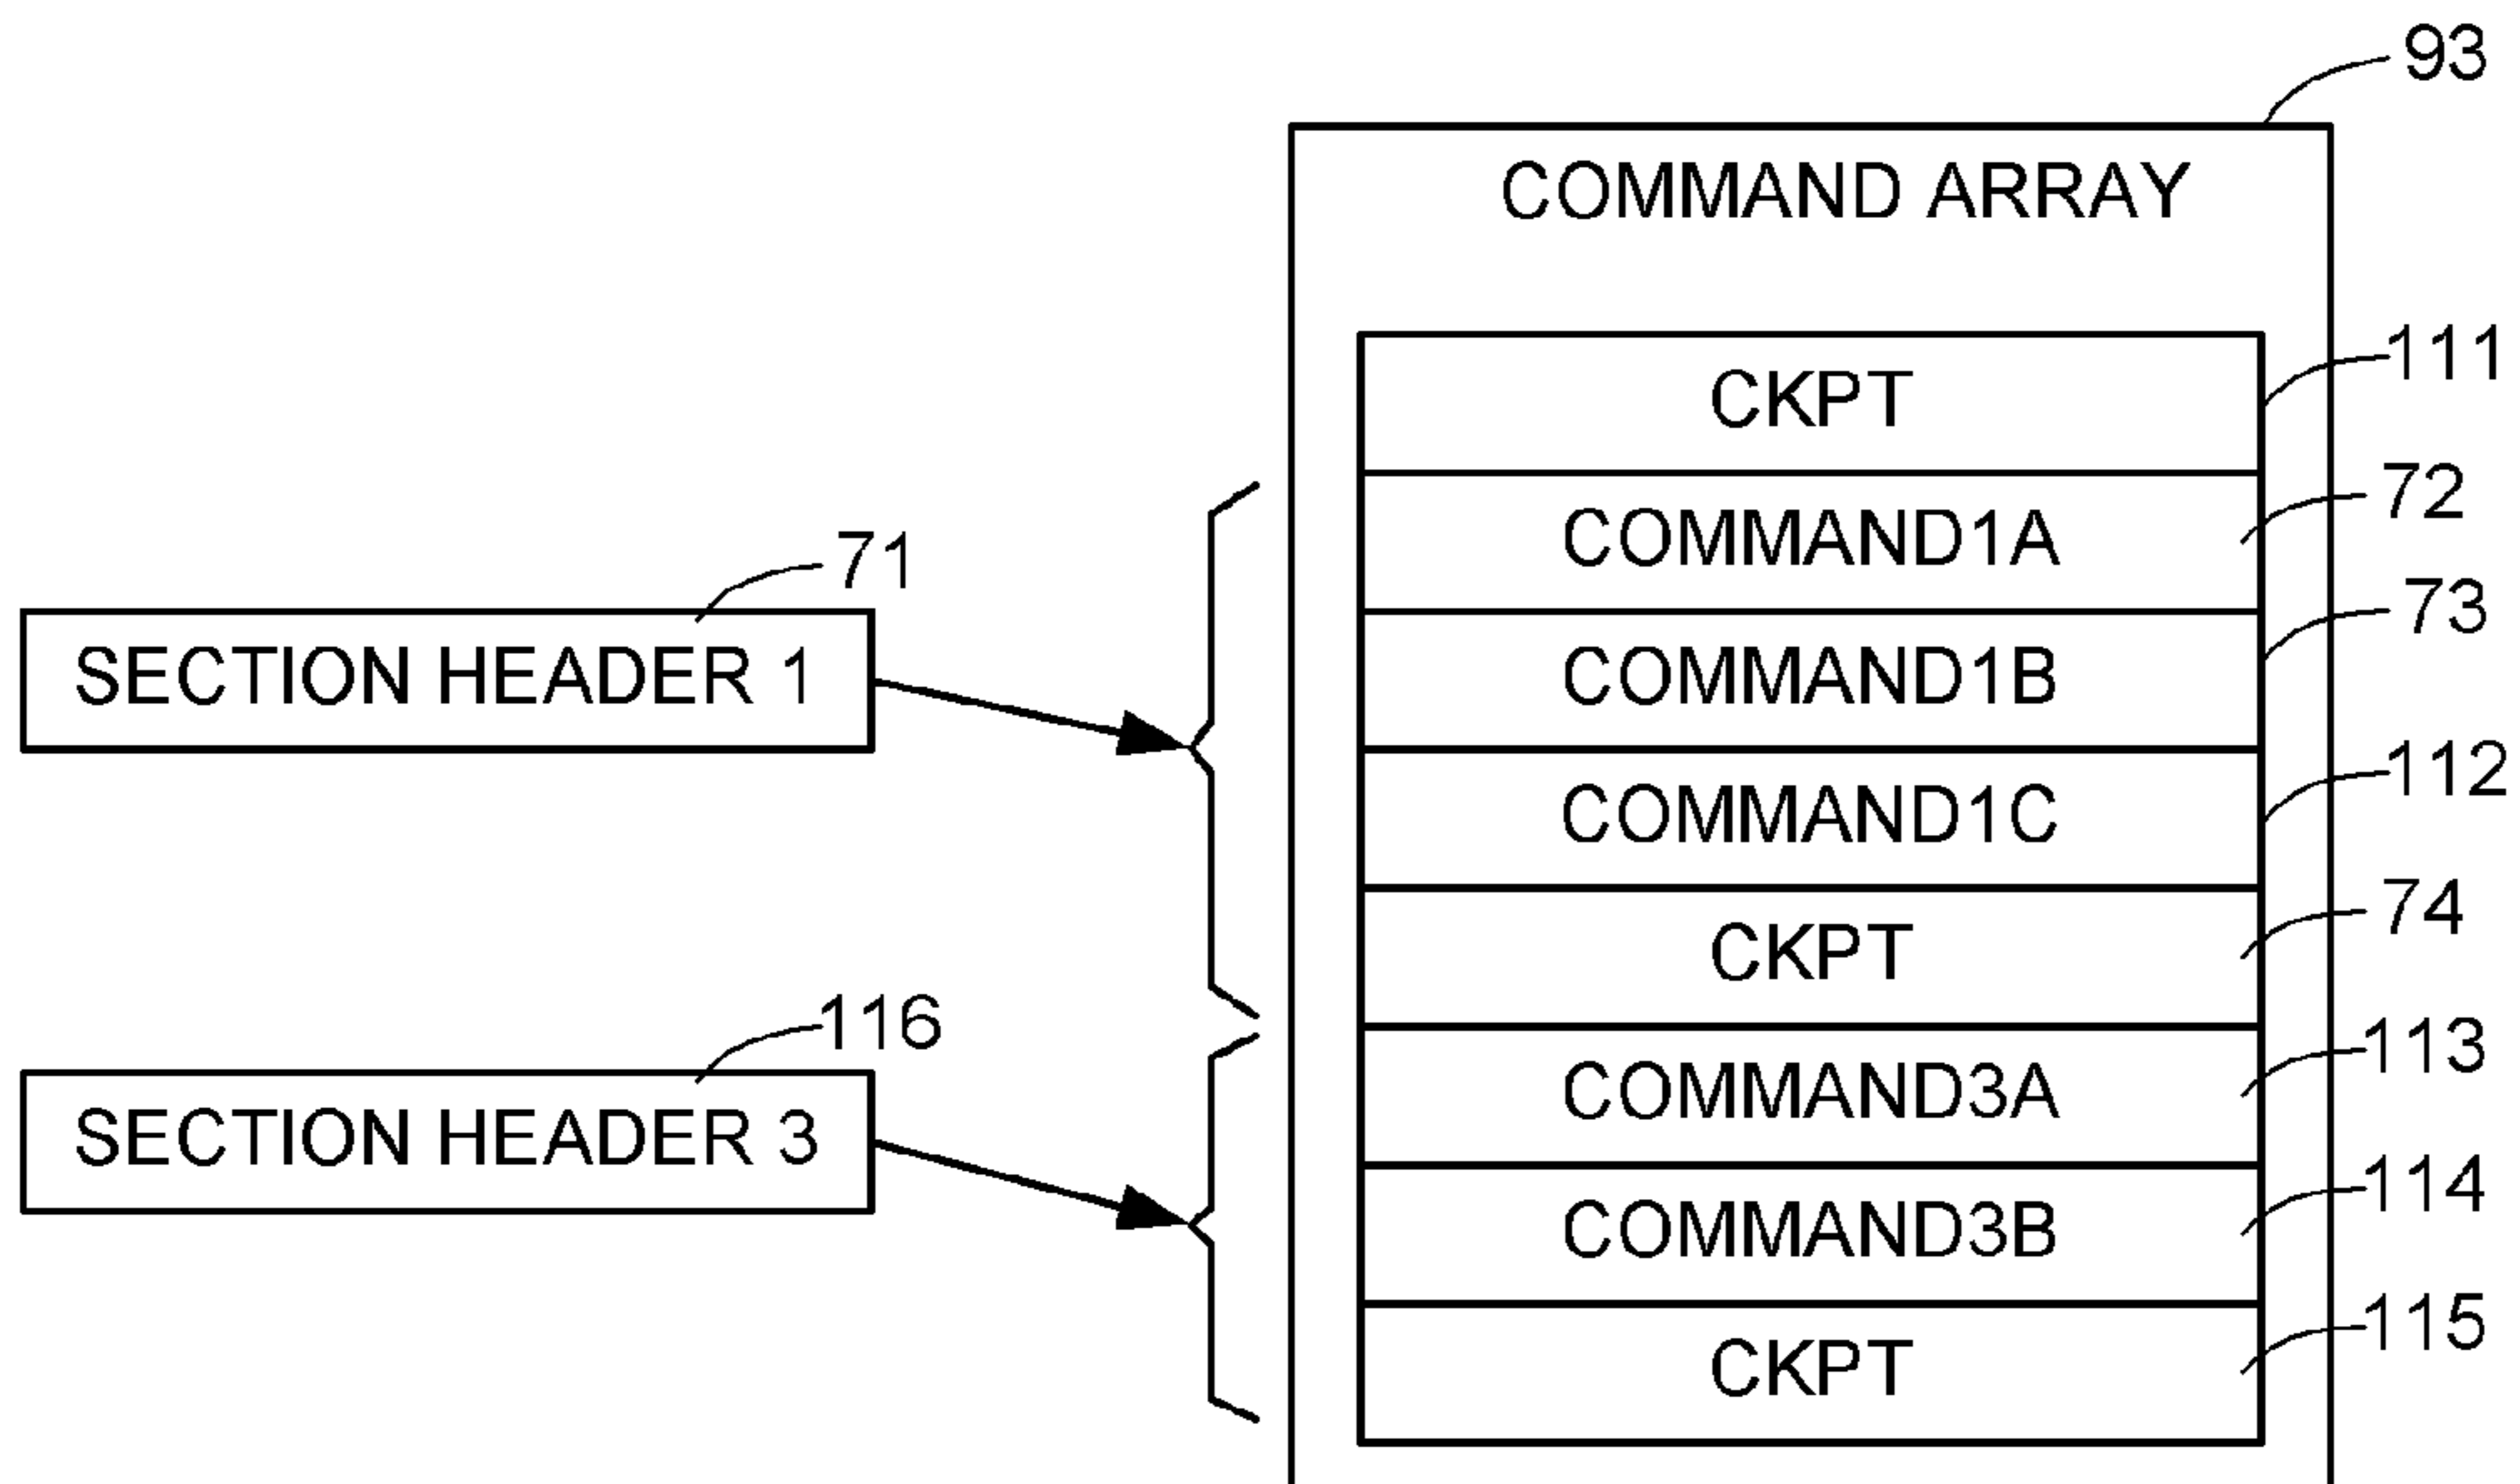 93
COMMAND ARRAY
111
CKPT
72
COMMAND1A
71
73
SECTION HEADER 1
COMMAND1B
112
COMMAND1C
74
CKPT
116
113
SECTION HEADER 3
COMMAND3A
114
COMMAND3B
115
CKPT